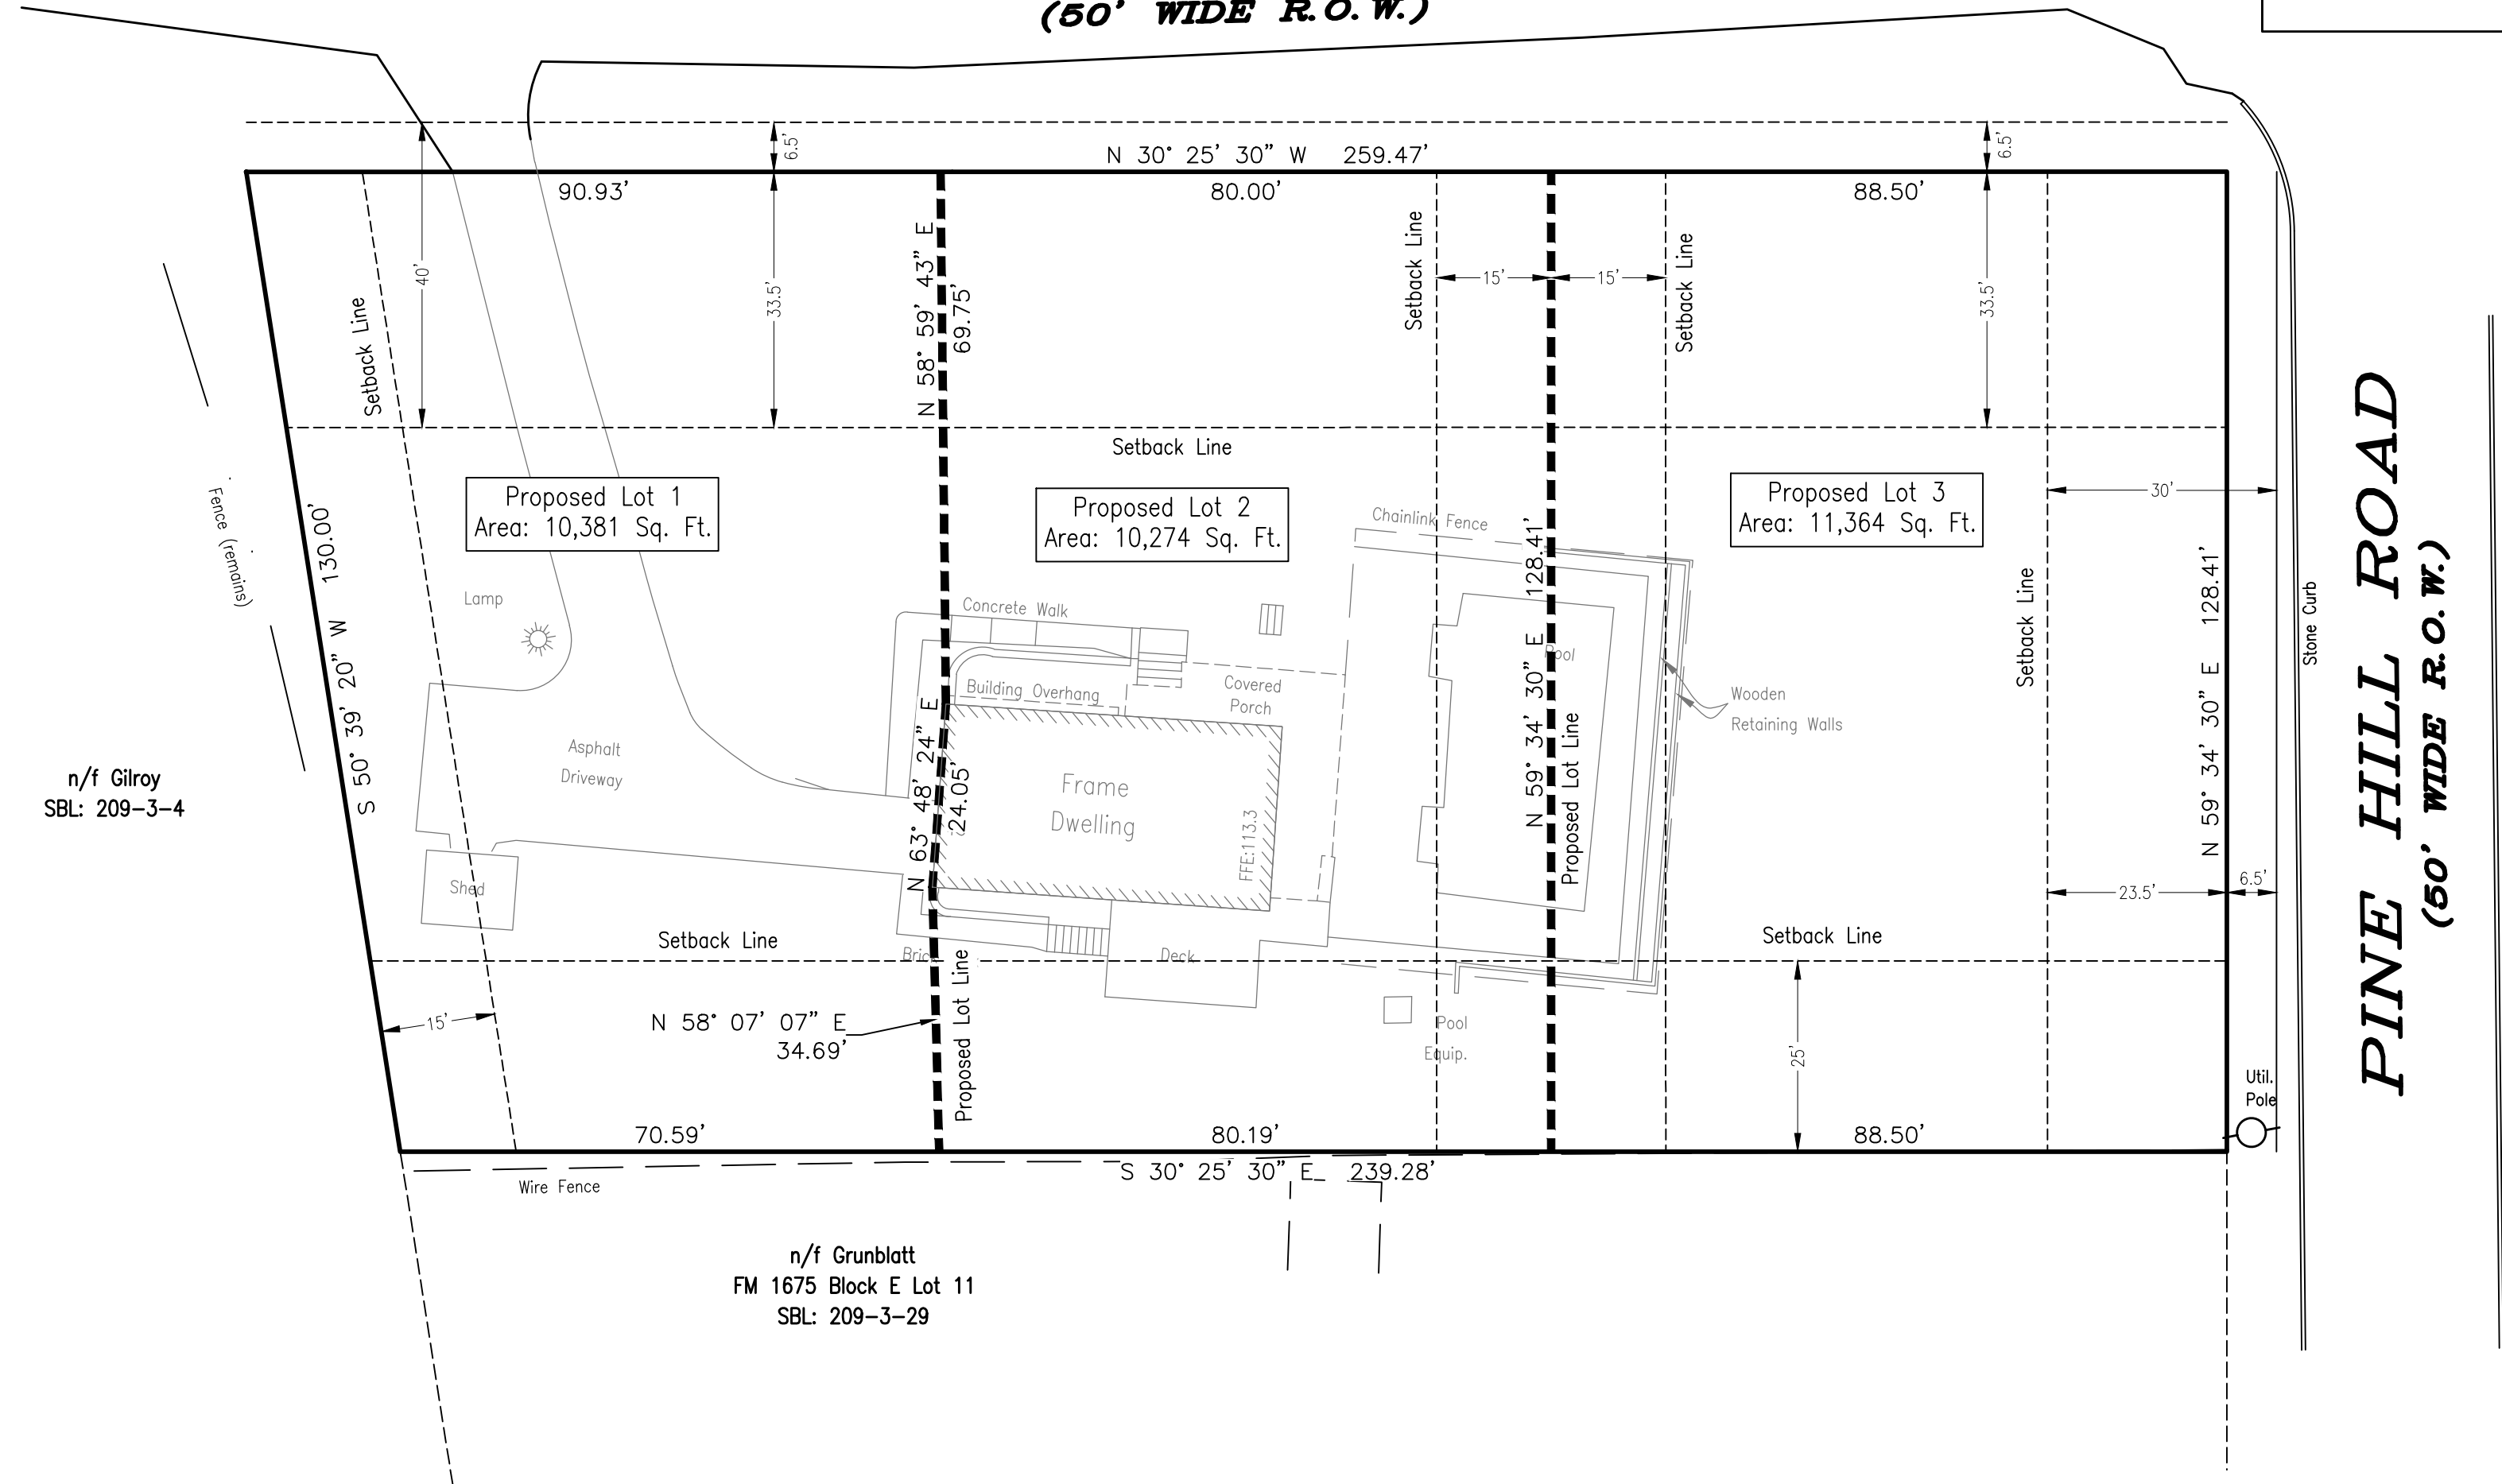 (50' WIDE R.O.W.)
N 30° 25' 30" W 259.47'
6.5'
6.5'
90.93'
80.00'
88.50'
40'
33.5'
Setback Line
N 58° 59' 43" E
69.75'
Setback Line
15'
15'
Setback Line
33.5'
Setback Line
Proposed Lot 1
Area: 10,381 Sq. Ft.
Proposed Lot 2
Area: 10,274 Sq. Ft.
Proposed Lot 3
Area: 11,364 Sq. Ft.
30'
Fence (remains)
S 50° 39' 20" W 130.00'
Lamp
Concrete Walk
Chainlink Fence
N 59° 34' 30" E 128.41'
Pool
Setback Line
N 59° 34' 30" E 128.41'
Stone Curb
PINE HILL ROAD
(50' WIDE R.O.W.)
Building Overhang
Covered
Porch
Wooden
Retaining Walls
Asphalt
Driveway
N 63° 48' 24" E
24.05'
Frame
Dwelling
FFE:113.3
Proposed Lot Line
n/f Gilroy
SBL: 209-3-4
Shed
23.5'
6.5'
Setback Line
Setback Line
Bric
Deck
15'
N 58° 07' 07" E
34.69'
Proposed Lot Line
Pool
Equip.
25'
Util.
Pole
70.59'
80.19'
88.50'
S 30° 25' 30" E 239.28'
Wire Fence
n/f Grunblatt
FM 1675 Block E Lot 11
SBL: 209-3-29